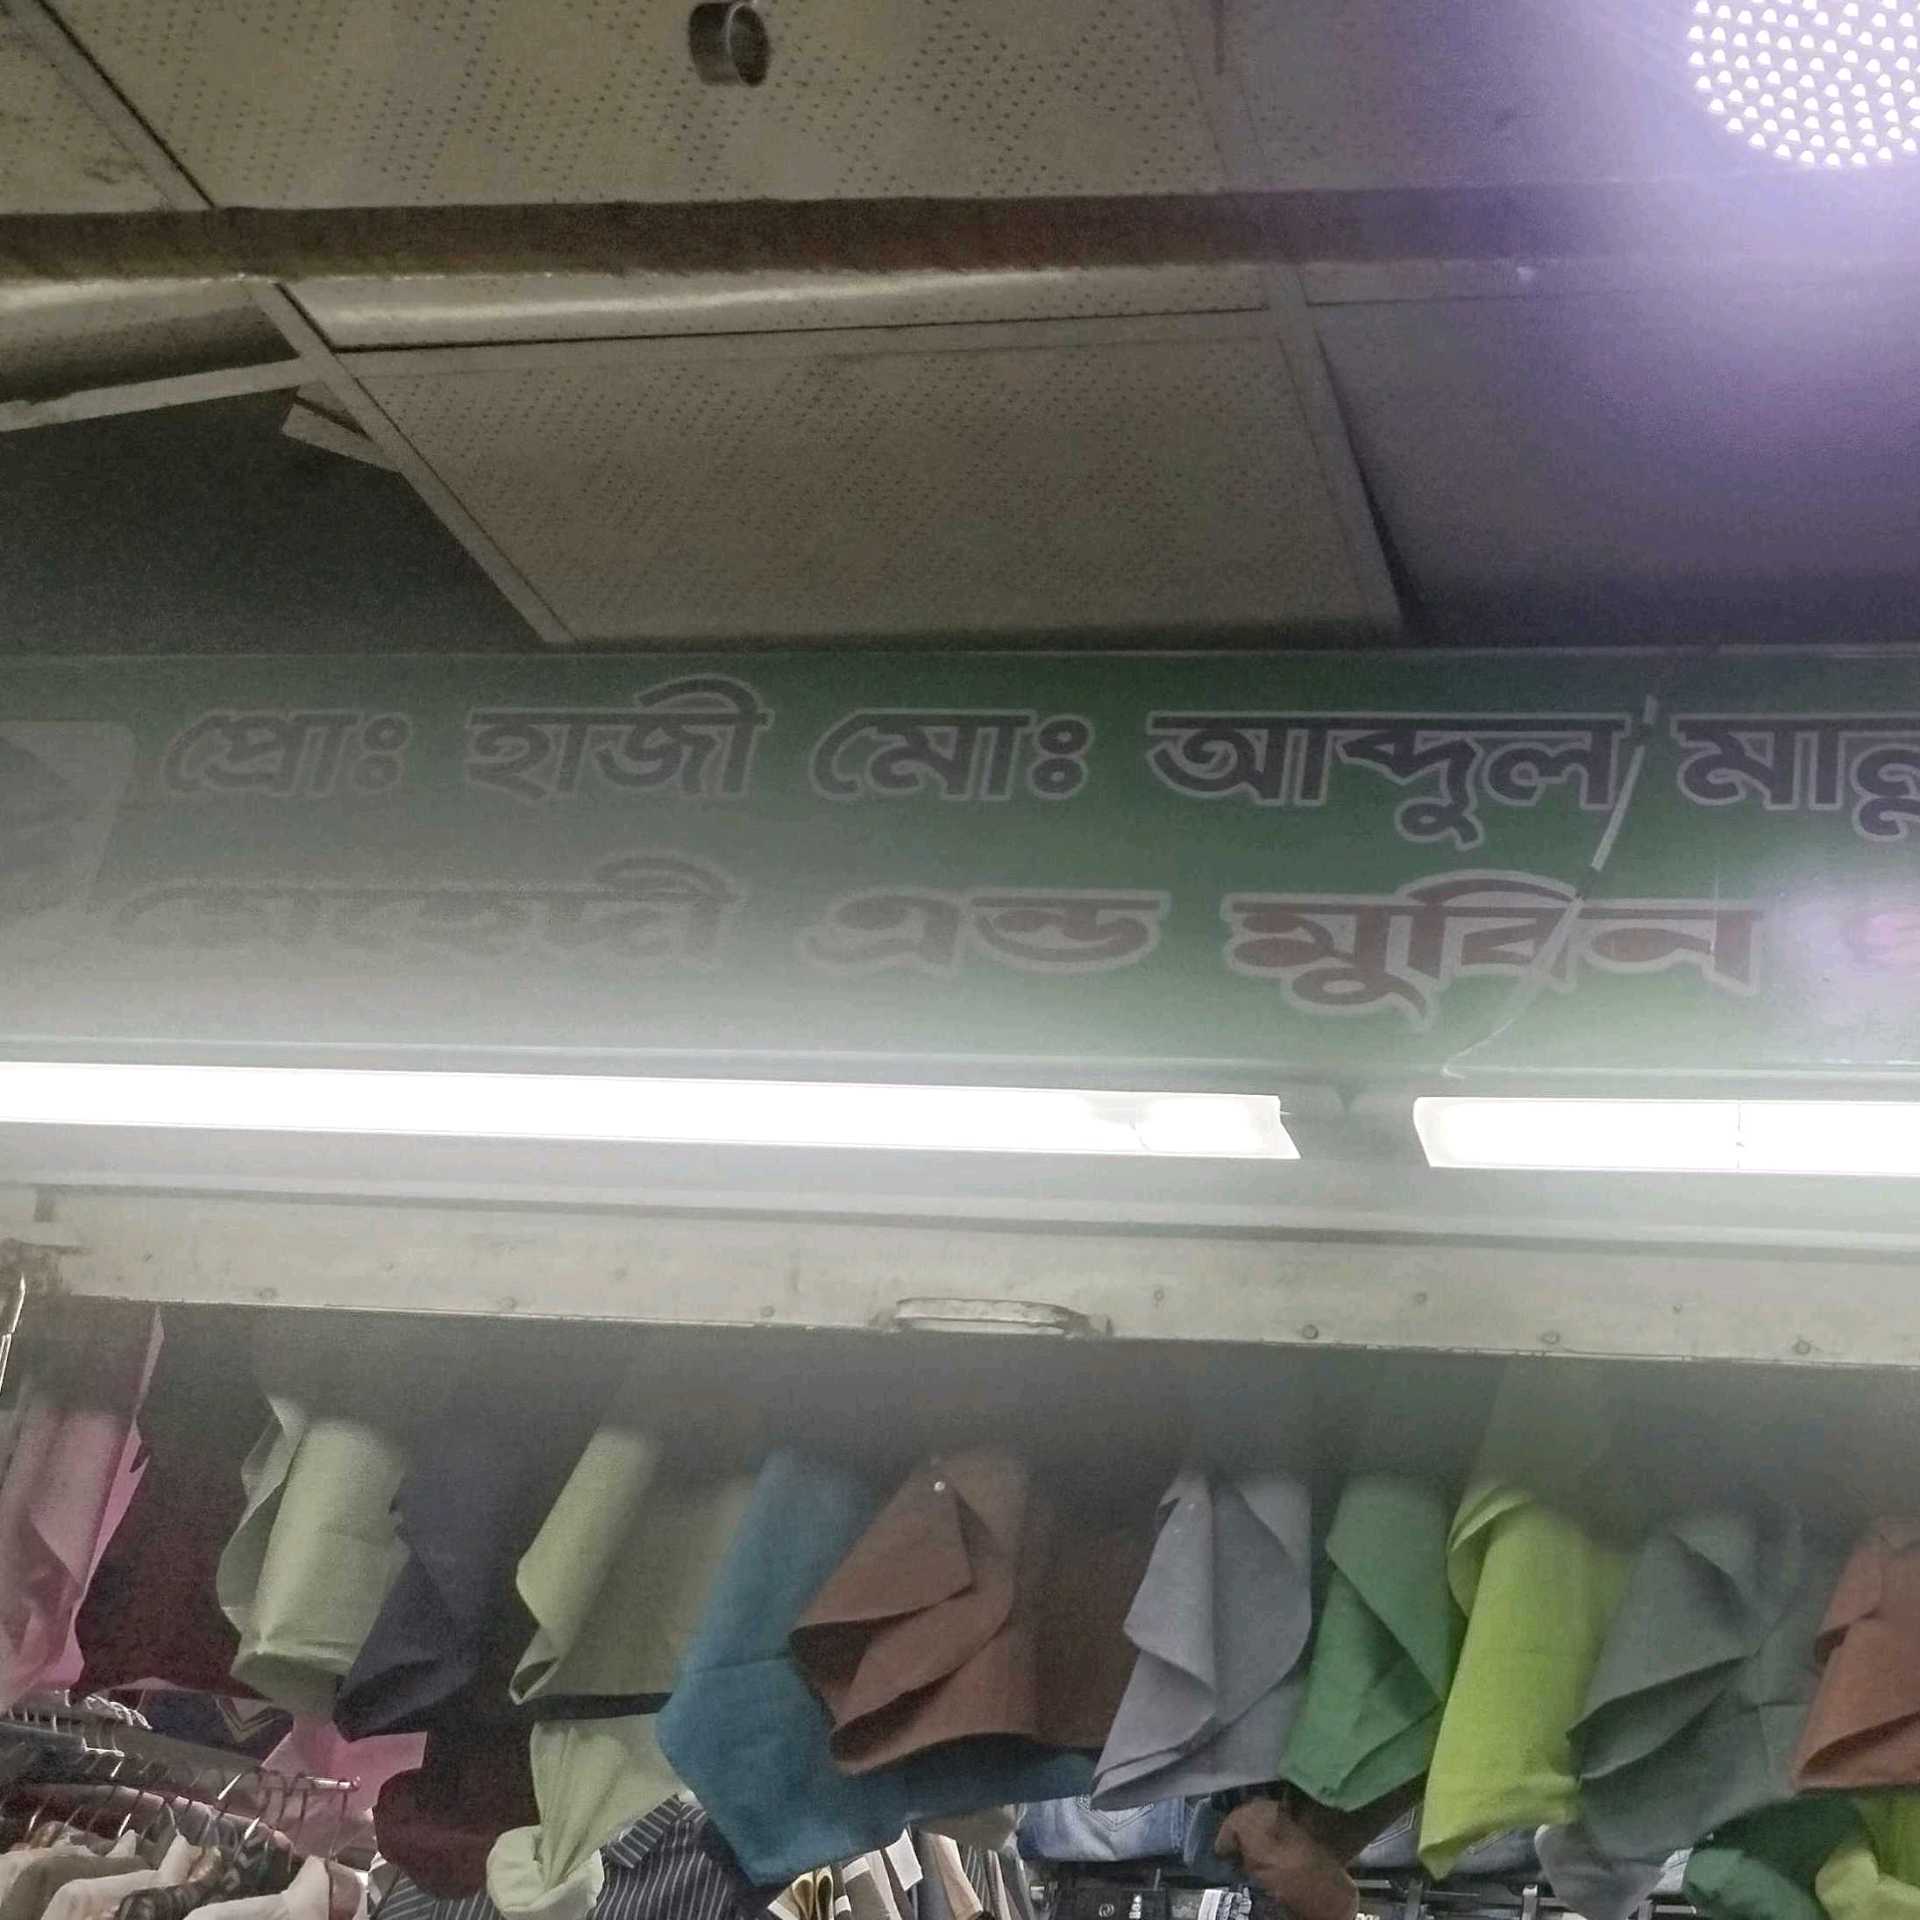 প্রোঃ হাজী মোঃ আব্দুল
মেহেদী এন্ড মুবিন